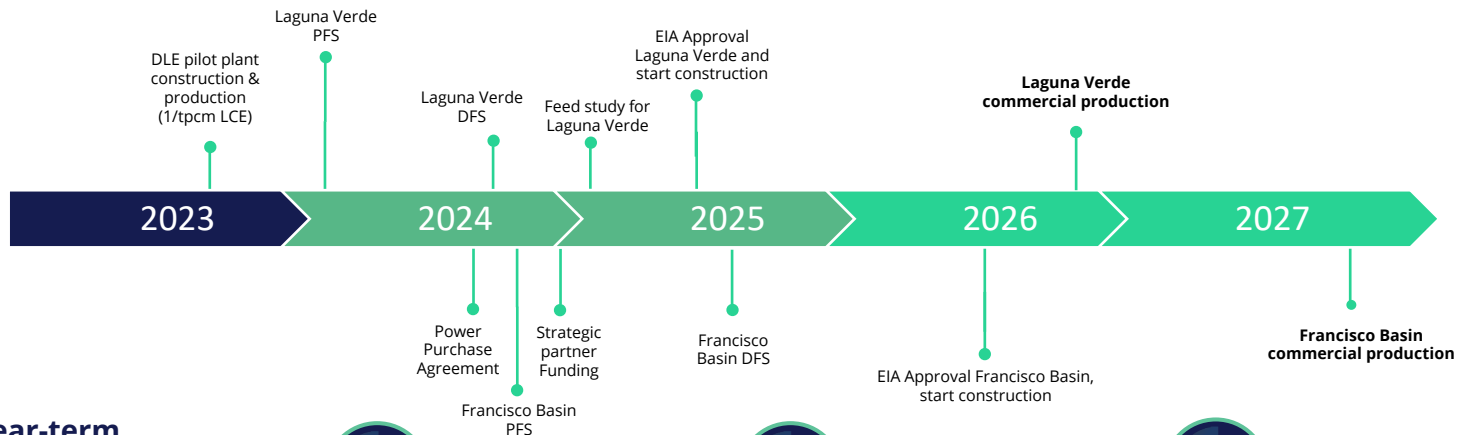 Laguna Verde
PFS
DLE pilot plant
construction &
production
(1/tpcm LCE)
Laguna Verde
DFS
Feed study for
Laguna Verde
EIA Approval
Laguna Verde and
start construction
Laguna Verde
commercial production
2023
2024
2025
2026
2027
Power
Purchase
Agreement
Francisco Basin
PFS
Strategic
partner
Funding
Francisco
Basin DFS
EIA Approval Francisco Basin,
start construction
Francisco Basin
commercial production
ear-term